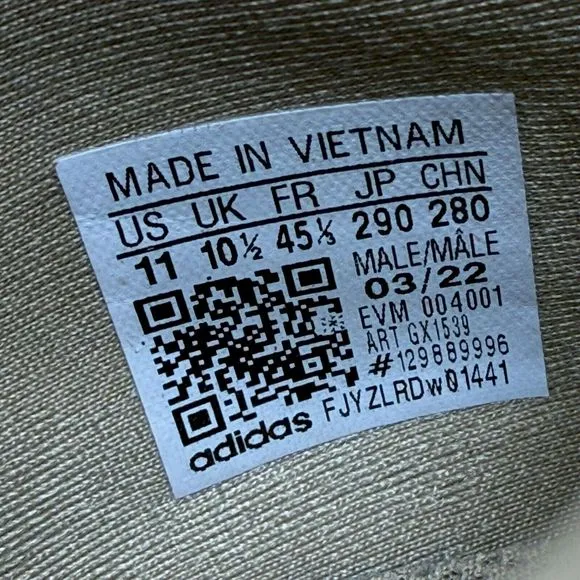 MADE IN VIETNAM
US UK FR JP CHN
11 10½ 45⅓ 290 280
MALE/MÂLE
03/22
EVM 004001
ART GX1539
#129889996
FJYZLRDW01441
adidas